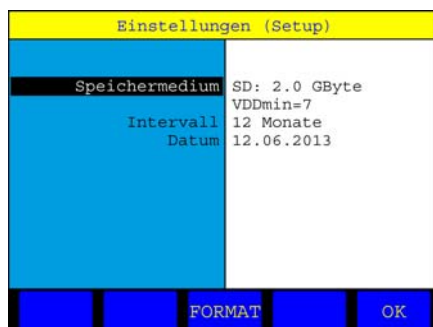 Einstellungen (Setup)
Speichermedium SD: 2.0 GByte
VDDmin=7
Intervall 12 Monate
Datum 12.06.2013
FORMAT OK